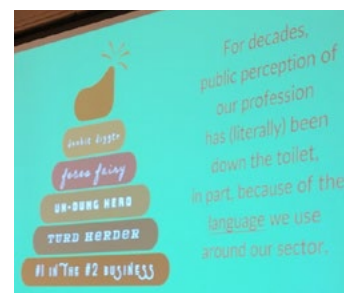 dookie digger
feces fairy
UN-DUNG HERO
TURD HERDER
#1 IN THE #2 BUSINESS
For decades,
public perception of
our profession
has (literally) been
down the toilet,
in part, because of the
language we use
around our sector.